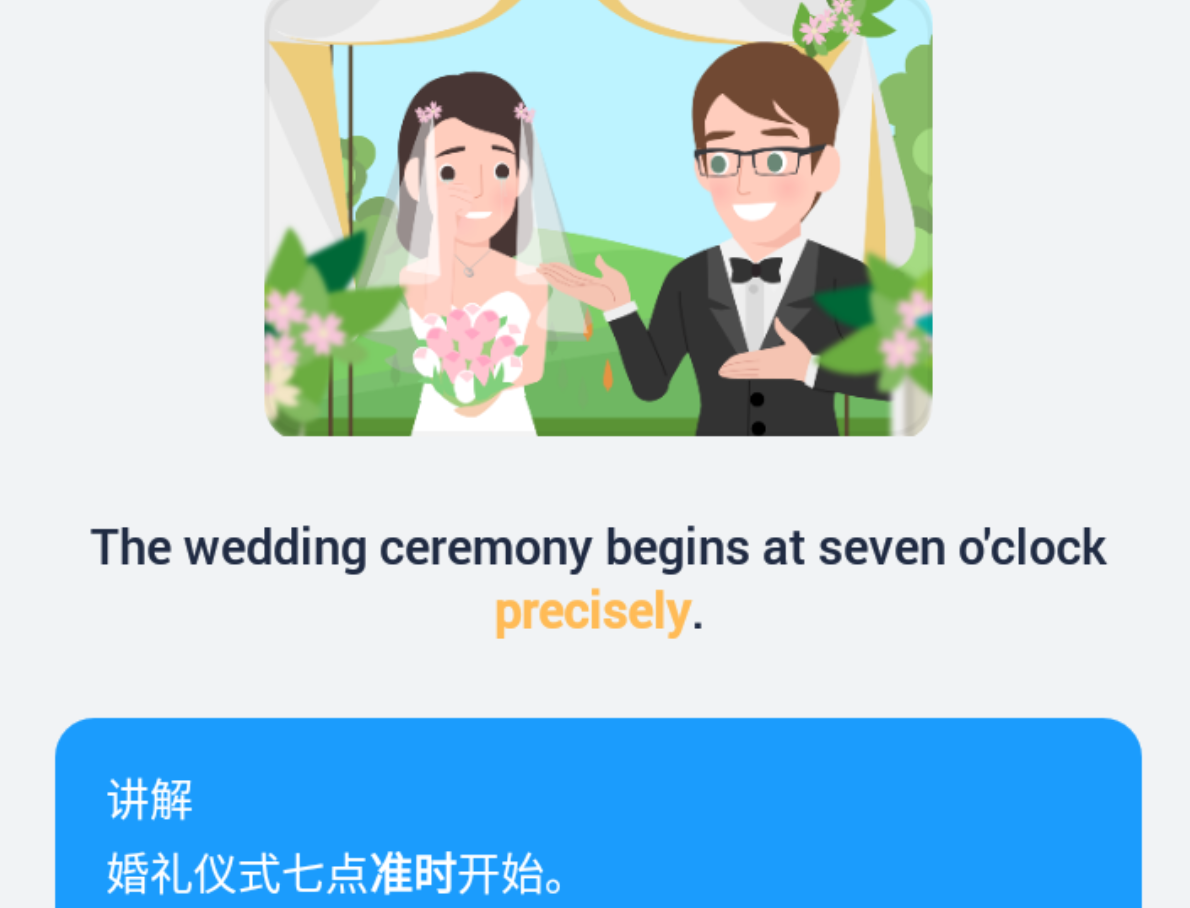 The wedding ceremony begins at seven o'clock
precisely.
讲解
婚礼仪式七点准时开始。